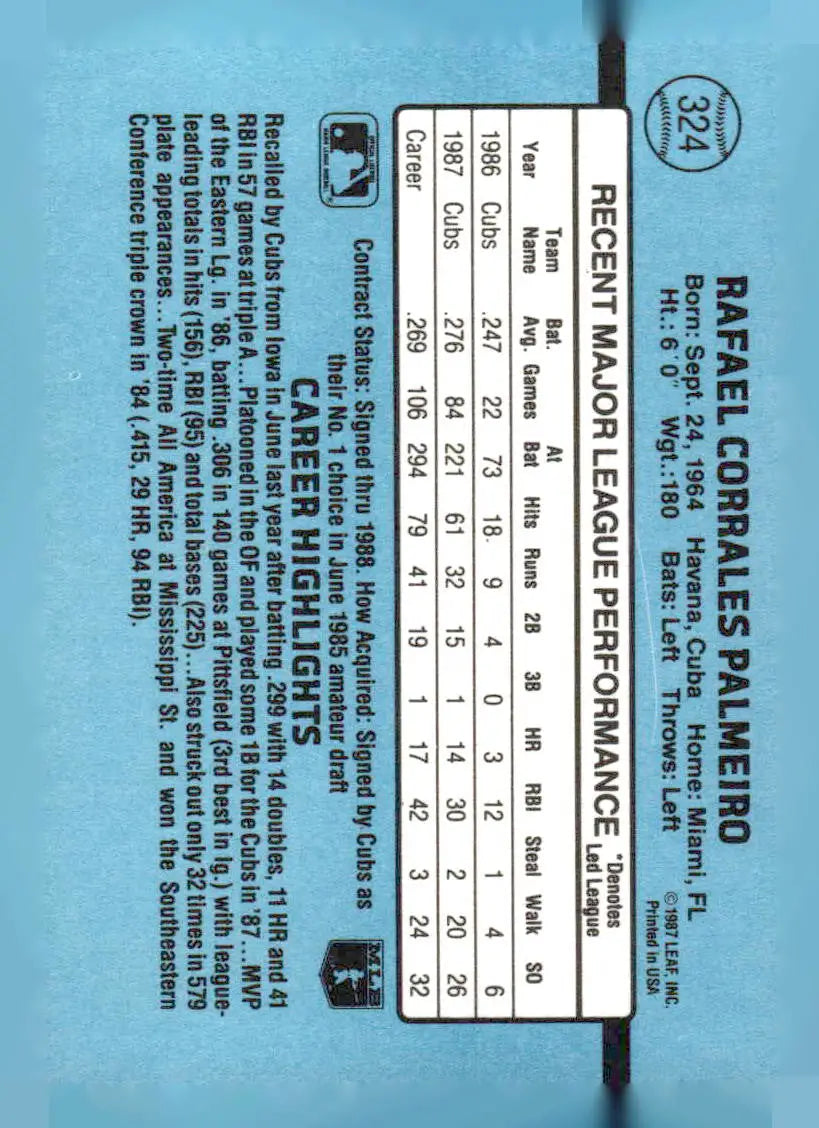 324
RAFAEL CORRALES PALMEIRO
Born: Sept. 24, 1964 Havana, Cuba Home: Miami, FL
Ht.: 6'0" Wgt.:180 Bats: Left Throws: Left
©1987 LEAF, INC.
Printed in USA
RECENT MAJOR LEAGUE PERFORMANCE *Denotes Led League
Year Team Name Bat. Avg. Games At Bat Hits Runs 2B 3B HR RBI Steal Walk SO
1986 Cubs .247 22 73 18 9 4 0 3 12 1 4 6
1987 Cubs .276 84 221 61 32 15 1 14 30 2 20 26
Career .269 106 294 79 41 19 1 17 42 3 24 32
Contract Status: Signed thru 1988. How Acquired: Signed by Cubs as
their No. 1 choice in June 1985 amateur draft
MLB
CAREER HIGHLIGHTS
Recalled by Cubs from Iowa in June last year after batting .299 with 14 doubles, 11 HR and 41
RBI in 57 games at triple A...Platooned in the OF and played some 1B for the Cubs in '87...MVP
of the Eastern Lg. in '86, batting .306 in 140 games at Pittsfield (3rd best in lg.) with league-
leading totals in hits (156), RBI (95) and total bases (225)...Also struck out only 32 times in 579
plate appearances...Two-time All America at Mississippi St. and won the Southeastern
Conference triple crown in '84 (.415, 29 HR, 94 RBI).